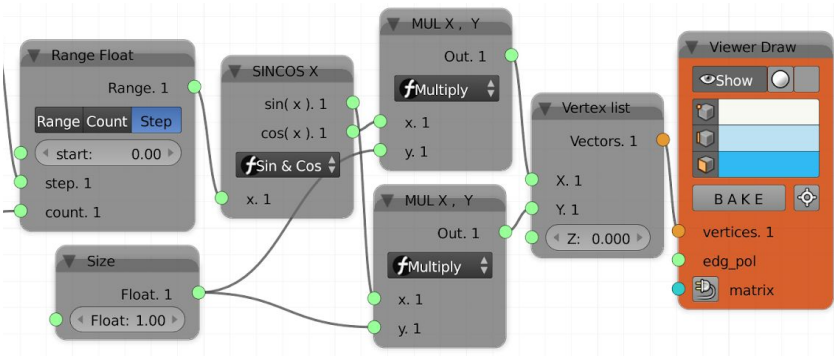 Range Float
Range. 1
Range Count Step
start: 0.00
step. 1
count. 1
Size
Float. 1
Float: 1.00
SINCOS X
sin( x ). 1
cos( x ). 1
Sin & Cos
x. 1
MUL X , Y
Out. 1
Multiply
x. 1
y. 1
MUL X , Y
Out. 1
Multiply
x. 1
y. 1
Vertex list
Vectors. 1
X. 1
Y. 1
Z: 0.000
Viewer Draw
Show
B A K E
vertices. 1
edg_pol
matrix